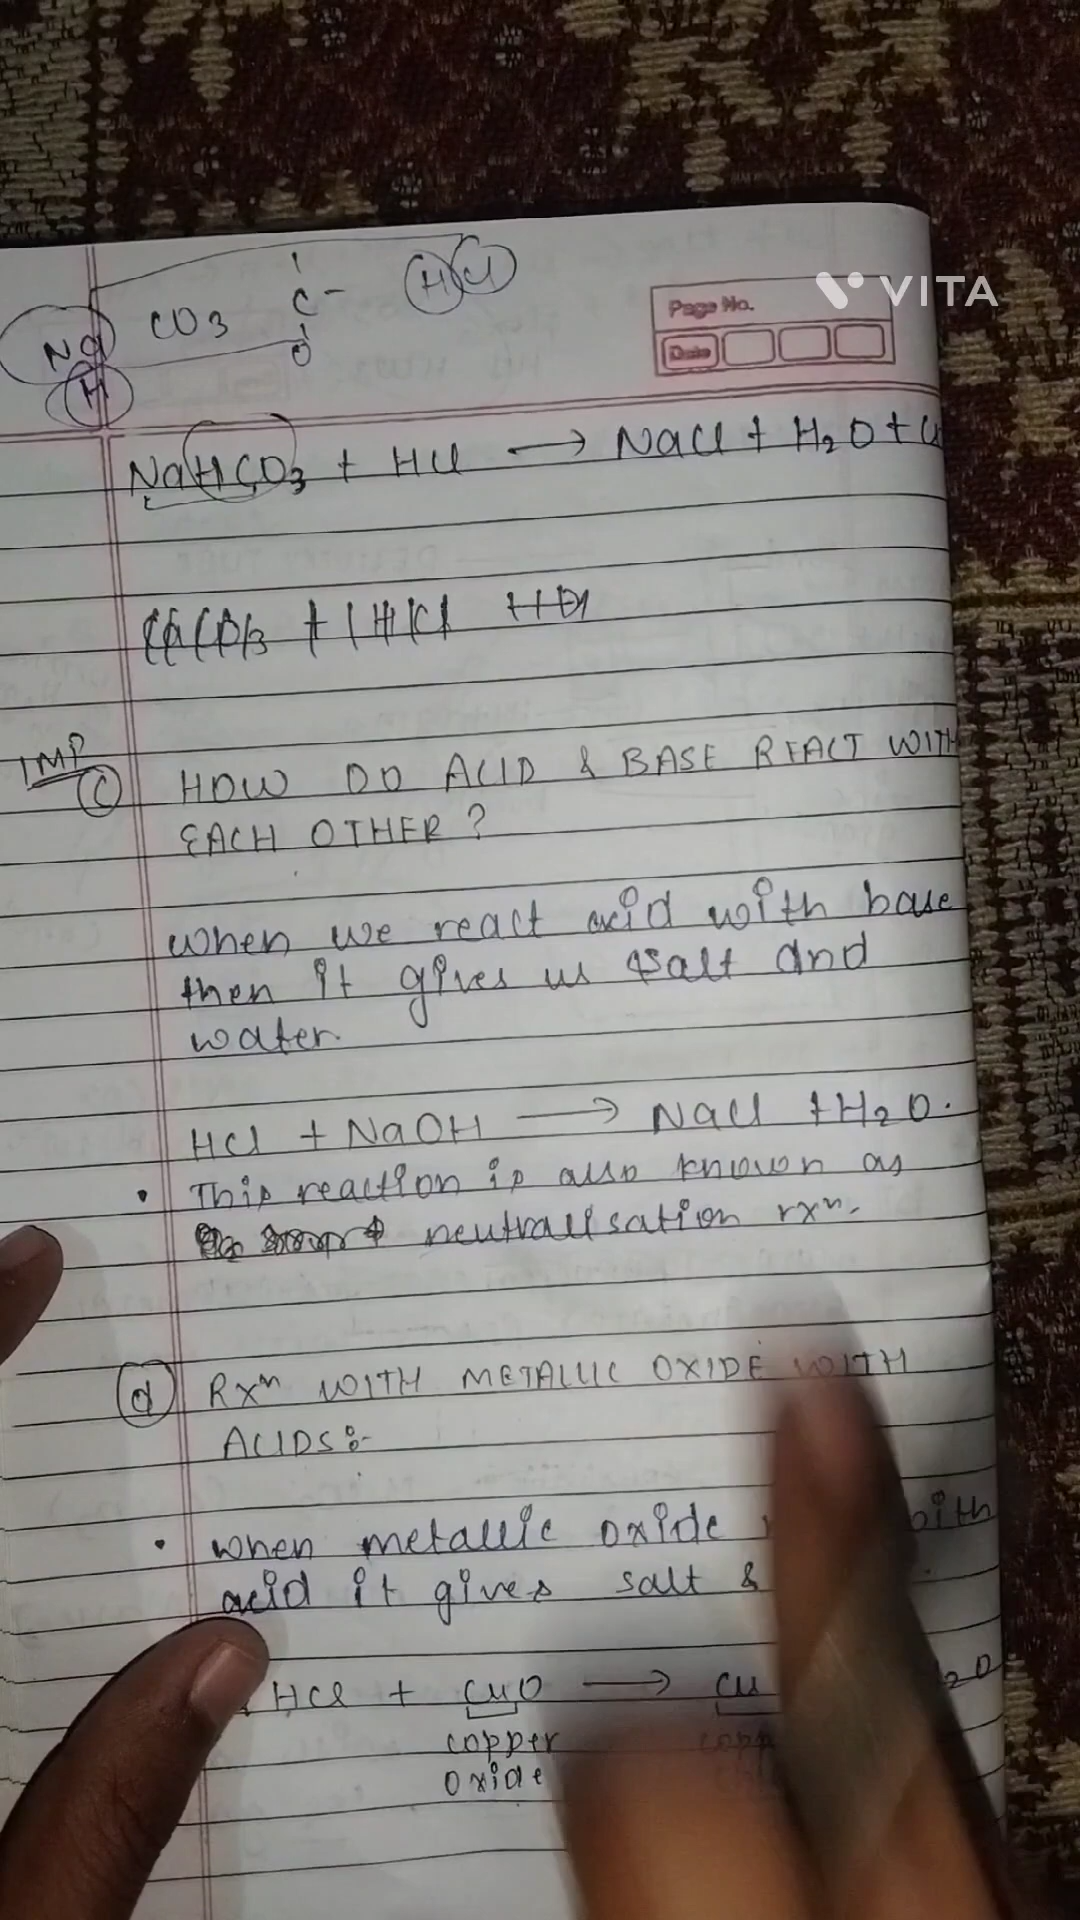 C -
HCl
Page No.
VITA
Na CO3
O
Date
H
NaHCO3 + HCl → NaCl + H2O +
IMP
(c) HOW DO ACID & BASE REACT WITH
EACH OTHER ?
when we react acid with base
then it gives us salt and
water.
HCl + NaOH → NaCl + H2O.
• This reaction is also known as
neutralisation rxn.
(d) Rxn WITH METALLIC OXIDE WITH
ACIDS:-
• when metallic oxide with
acid it gives salt &
HCl + CuO → Cu
copper
oxide